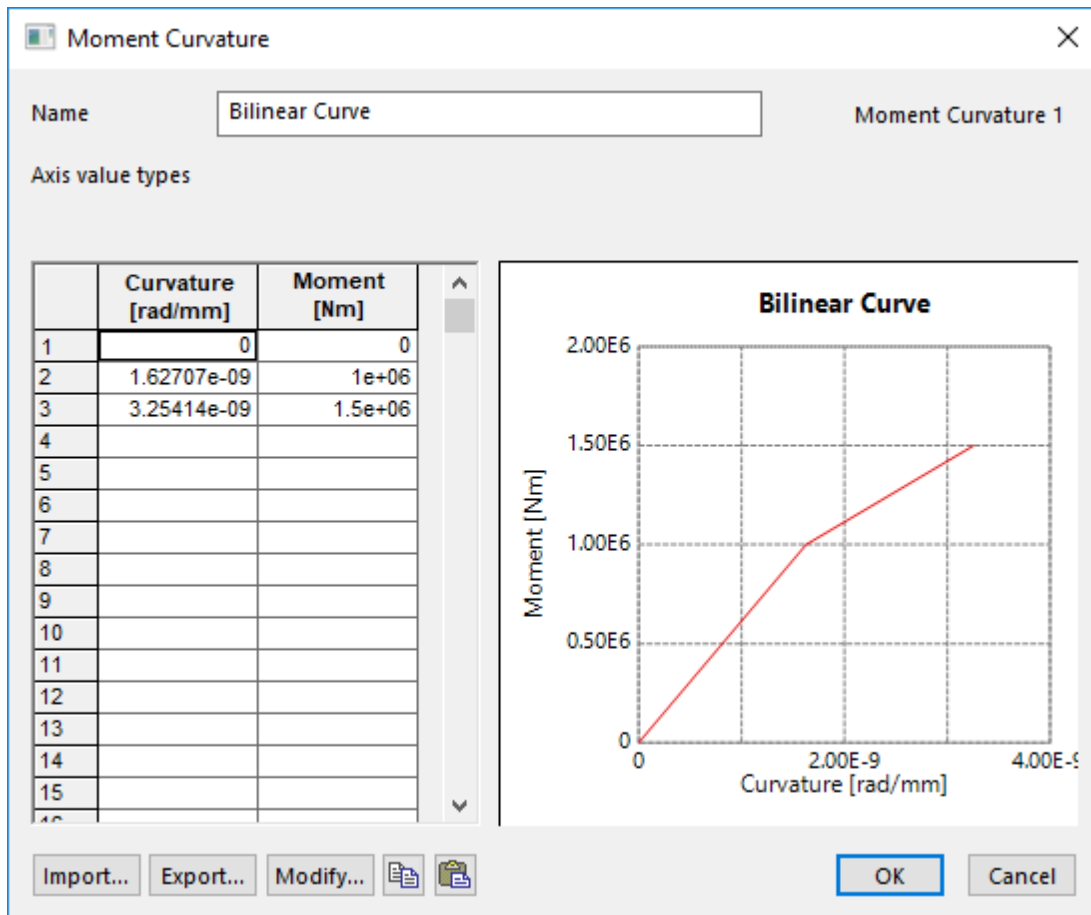 Moment Curvature
Name
Bilinear Curve
Moment Curvature 1
Axis value types
Curvature Moment
[rad/mm] [Nm]
1 0 0
2 1.62707e-09 1e+06
3 3.25414e-09 1.5e+06
4
5
6
7
8
9
10
11
12
13
14
15
Bilinear Curve
2.00E6
1.50E6
1.00E6
0.50E6
0
0 2.00E-9 4.00E-9
Moment [Nm]
Curvature [rad/mm]
Import... Export... Modify... OK Cancel